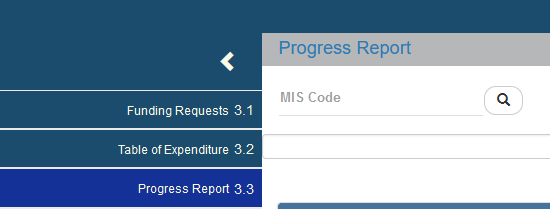 Progress Report
MIS Code
Funding Requests 3.1
Table of Expenditure 3.2
Progress Report 3.3